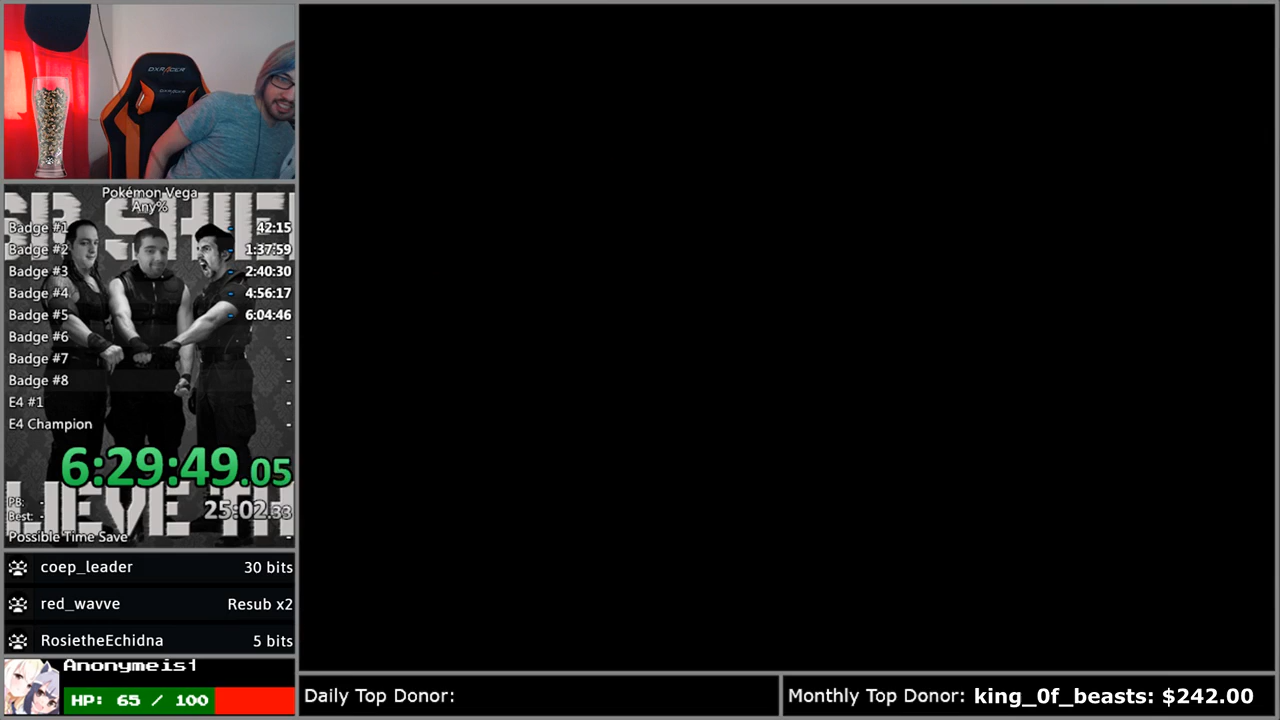 DXRACER
Pokémon Vega
Any%
Badge #1 42:15
Badge #2 1:37:59
Badge #3 2:40:30
Badge #4 4:56:17
Badge #5 6:04:46
Badge #6 -
Badge #7 -
Badge #8 -
E4 #1 -
E4 Champion -
6:29:49.05
PB: -
25:02.33
Best: -
Possible Time Save -
LIEVE
coep_leader 30 bits
red_wavve Resub x2
RosietheEchidna 5 bits
Anonymeist
HP: 65 / 100
Daily Top Donor:
Monthly Top Donor: king_0f_beasts: $242.00